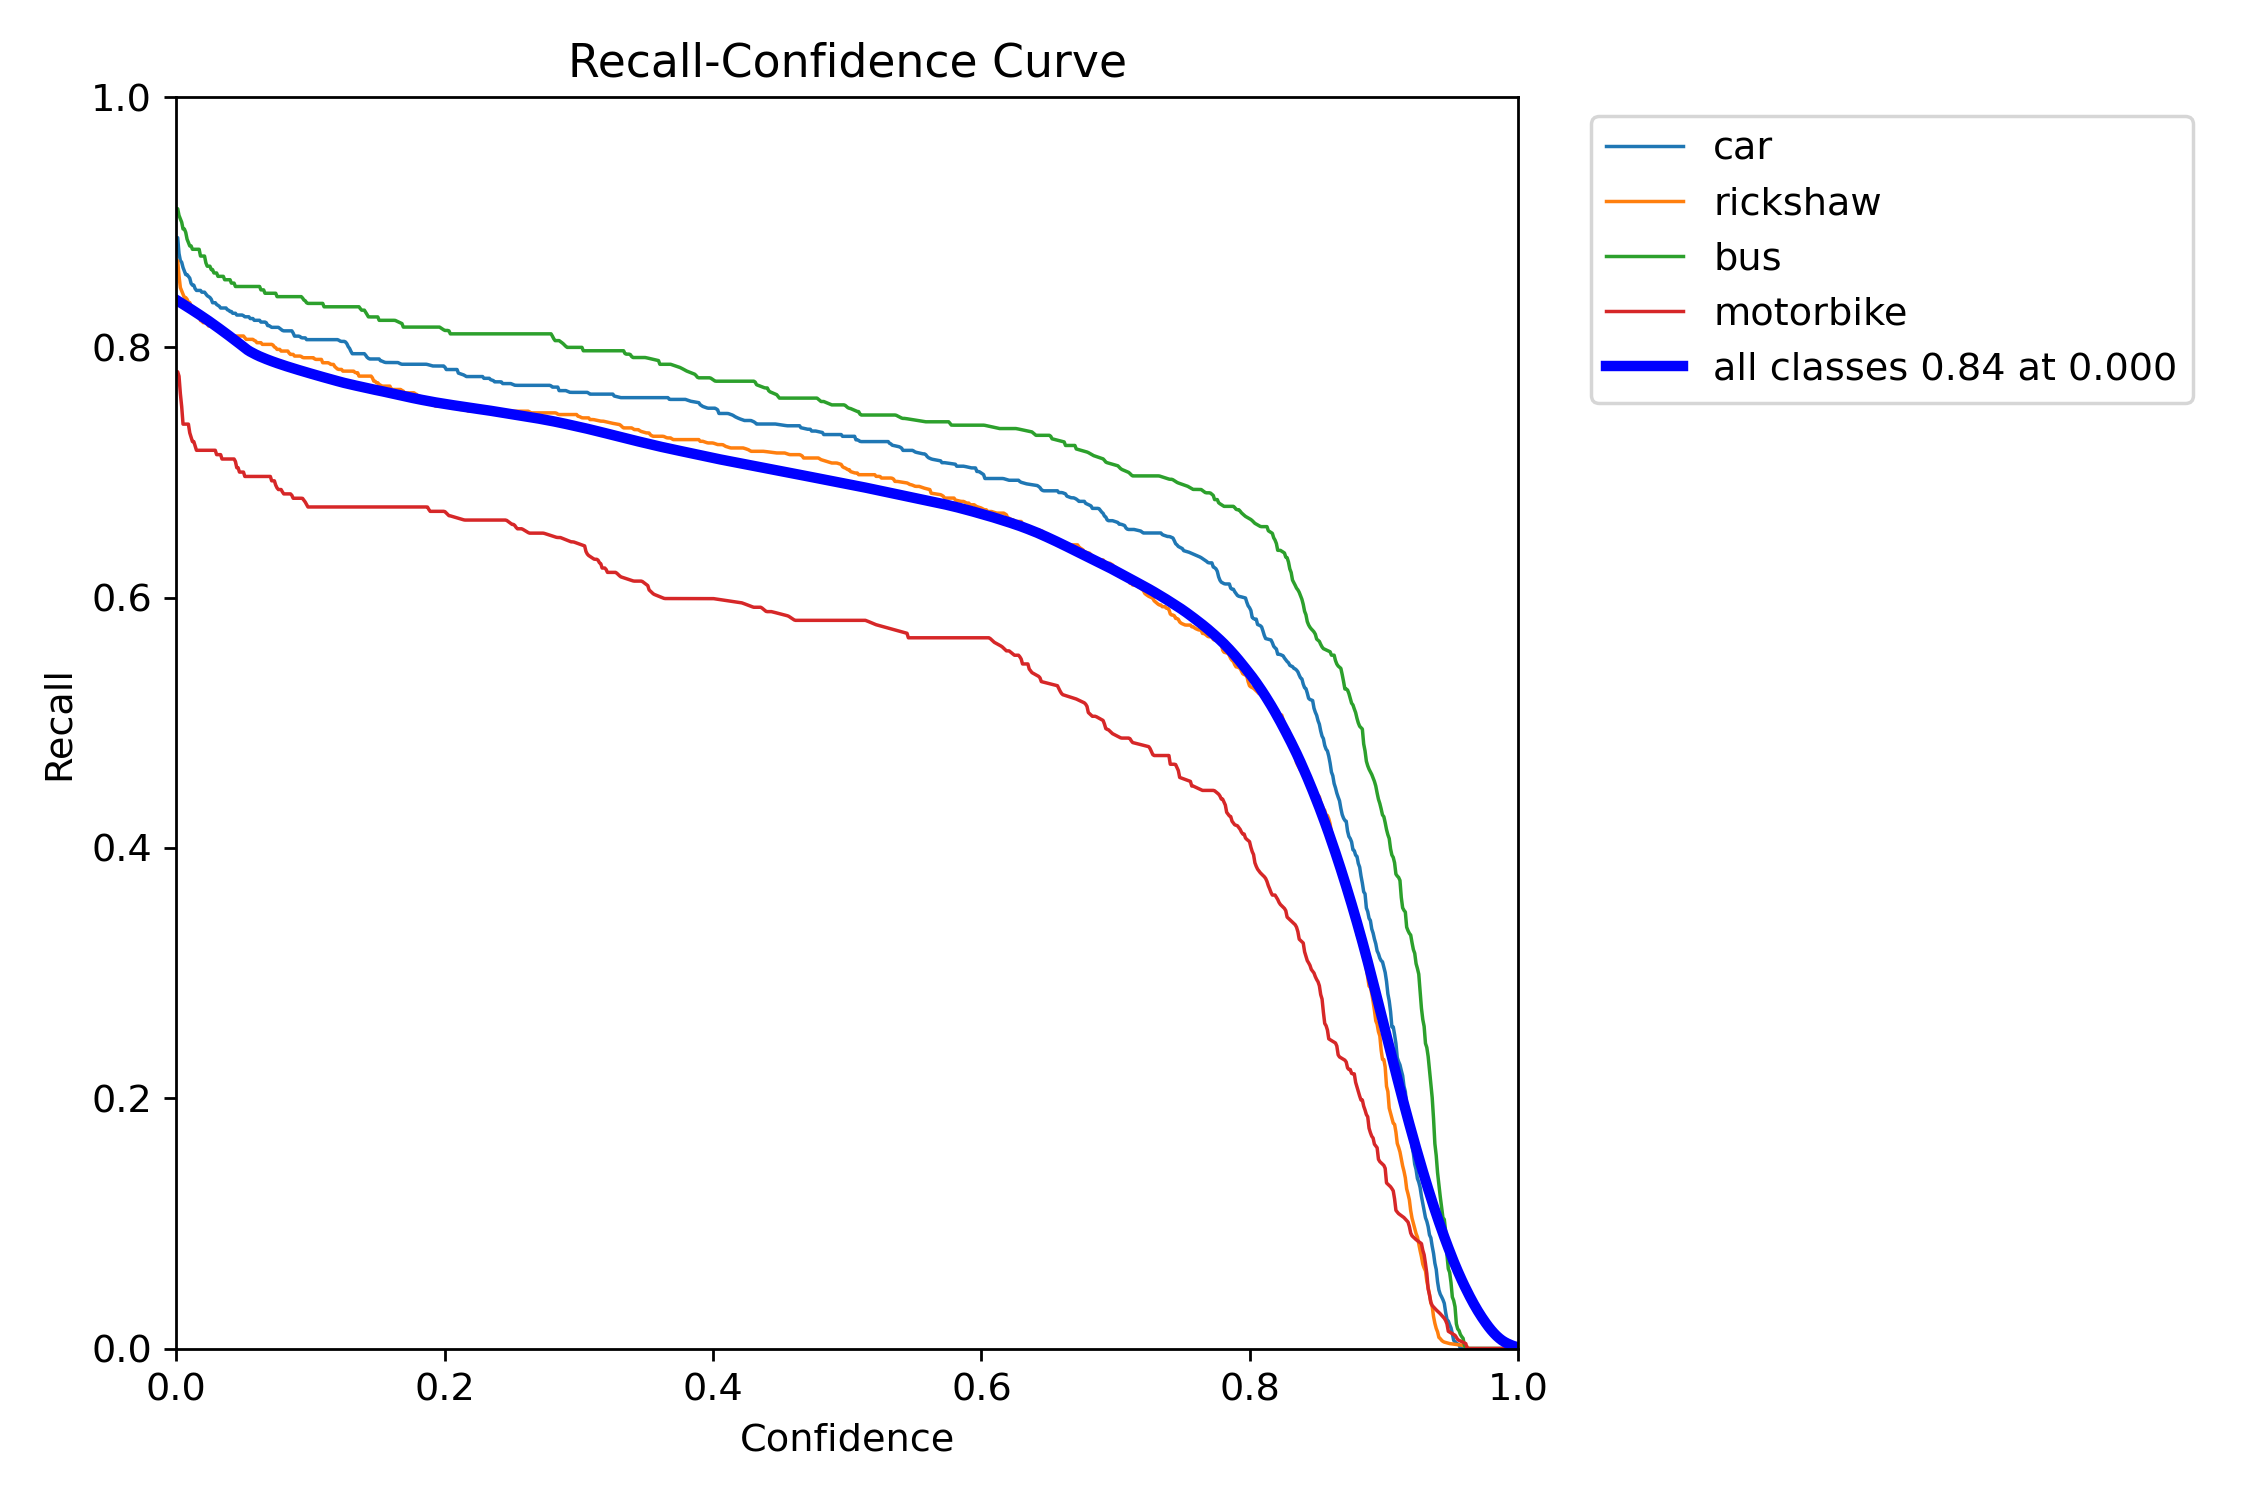 Recall-Confidence Curve
1.0
0.8
0.6
0.4
0.2
0.0
Recall
0.0 0.2 0.4 0.6 0.8 1.0
Confidence
car
rickshaw
bus
motorbike
all classes 0.84 at 0.000